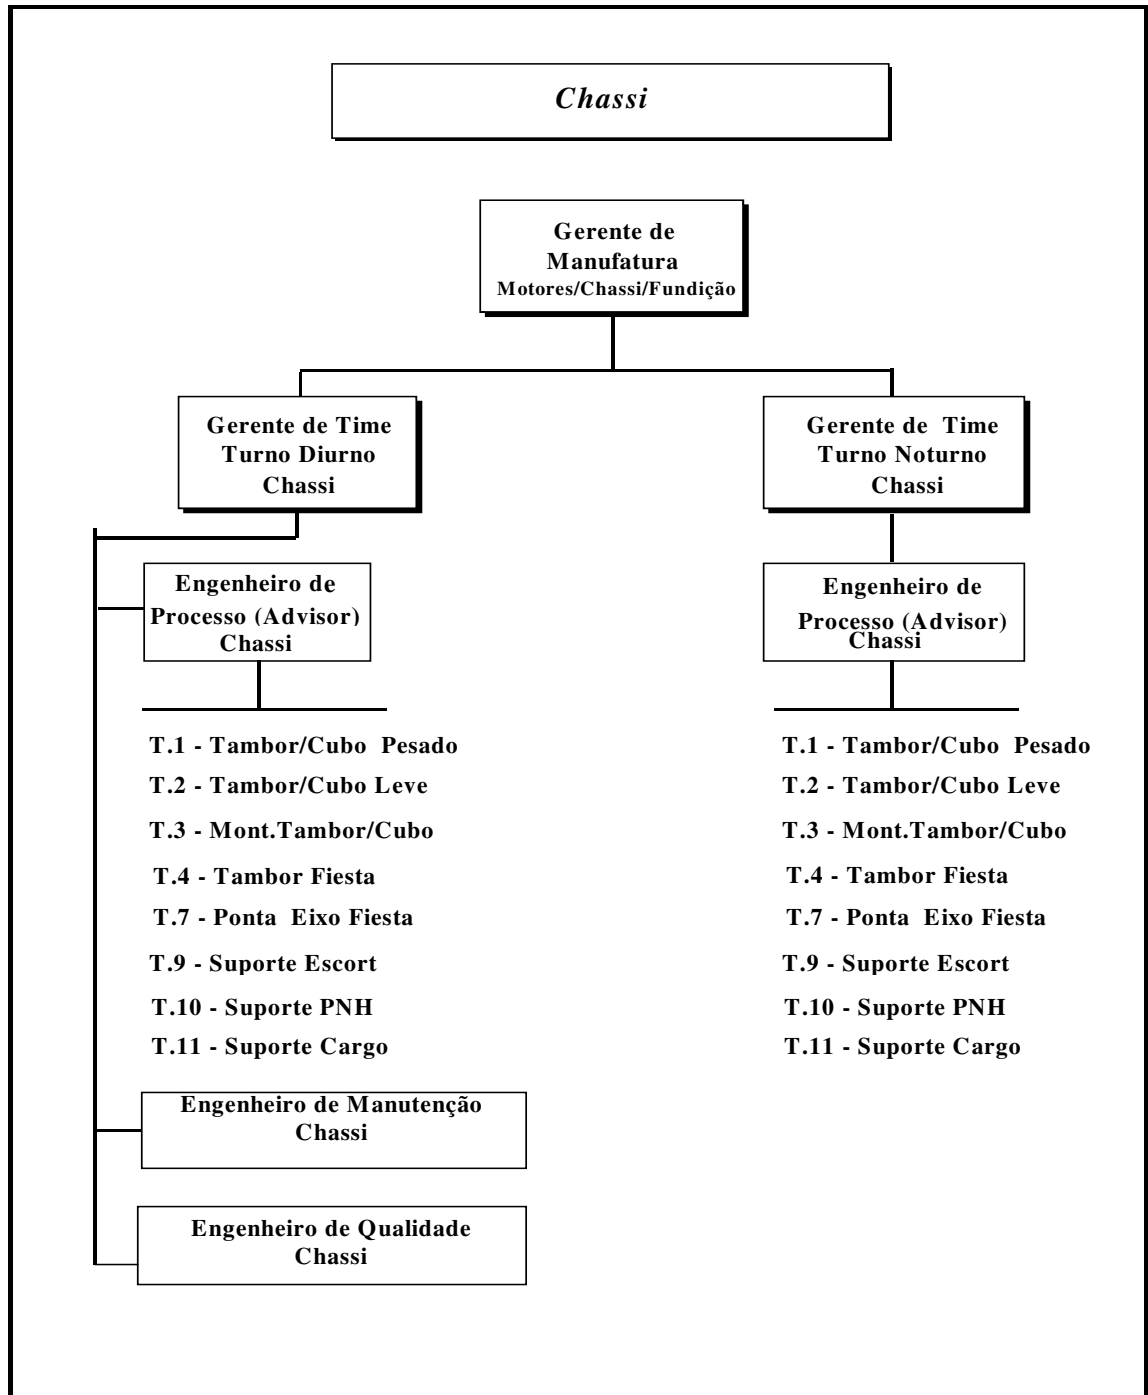 Chassi
Gerente de
Manufatura
Motores/Chassi/Fundição
Gerente de Time
Turno Diurno
Chassi
Engenheiro de
Processo (Advisor)
Chassi
T.1 - Tambor/Cubo Pesado
T.2 - Tambor/Cubo Leve
T.3 - Mont.Tambor/Cubo
T.4 - Tambor Fiesta
T.7 - Ponta Eixo Fiesta
T.9 - Suporte Escort
T.10 - Suporte PNH
T.11 - Suporte Cargo
Engenheiro de Manutenção
Chassi
Engenheiro de Qualidade
Chassi
Gerente de Time
Turno Noturno
Chassi
Engenheiro de
Processo (Advisor)
Chassi
T.1 - Tambor/Cubo Pesado
T.2 - Tambor/Cubo Leve
T.3 - Mont.Tambor/Cubo
T.4 - Tambor Fiesta
T.7 - Ponta Eixo Fiesta
T.9 - Suporte Escort
T.10 - Suporte PNH
T.11 - Suporte Cargo